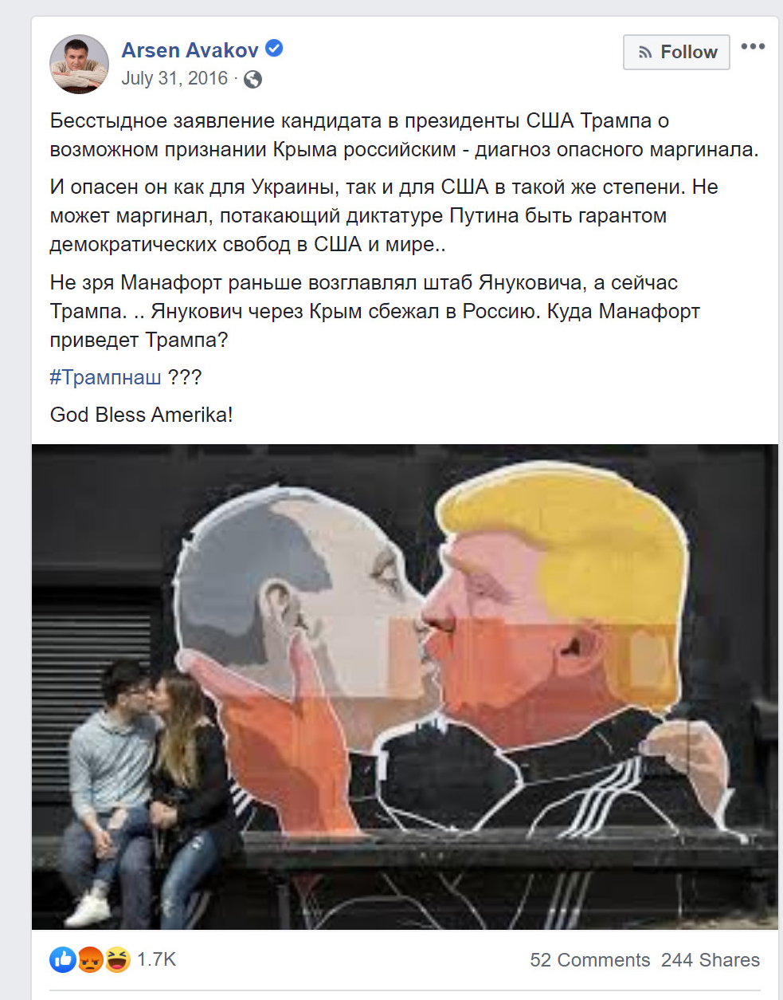 Arsen Avakov
Follow
July 31, 2016 ·
Бесстыдное заявление кандидата в президенты США Трампа о
возможном признании Крыма российским - диагноз опасного маргинала.
И опасен он как для Украины, так и для США в такой же степени. Не
может маргинал, потакающий диктатуре Путина быть гарантом
демократических свобод в США и мире..
Не зря Манафорт раньше возглавлял штаб Януковича, а сейчас
Трампа. .. Янукович через Крым сбежал в Россию. Куда Манафорт
приведет Трампа?
#Трампнаш ???
God Bless Amerika!
1.7K
52 Comments 244 Shares